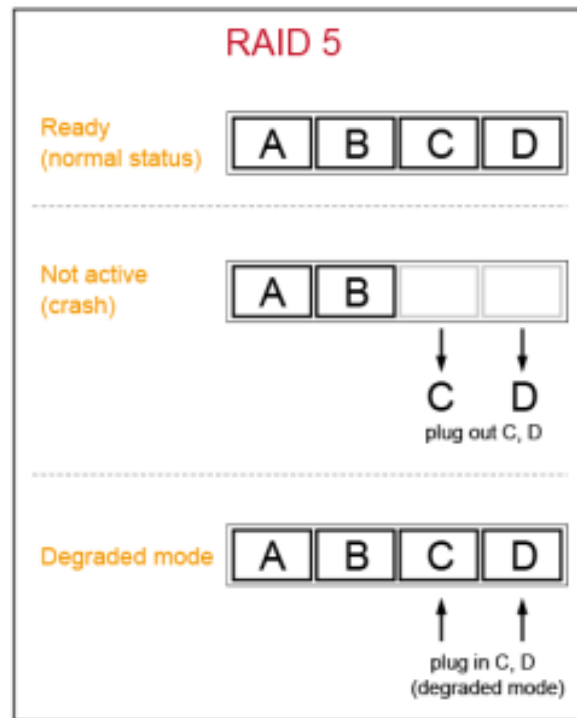 RAID 5
Ready
(normal status)
A B C D
Not active
(crash)
A B
C D
plug out C, D
Degraded mode
A B C D
plug in C, D
(degraded mode)